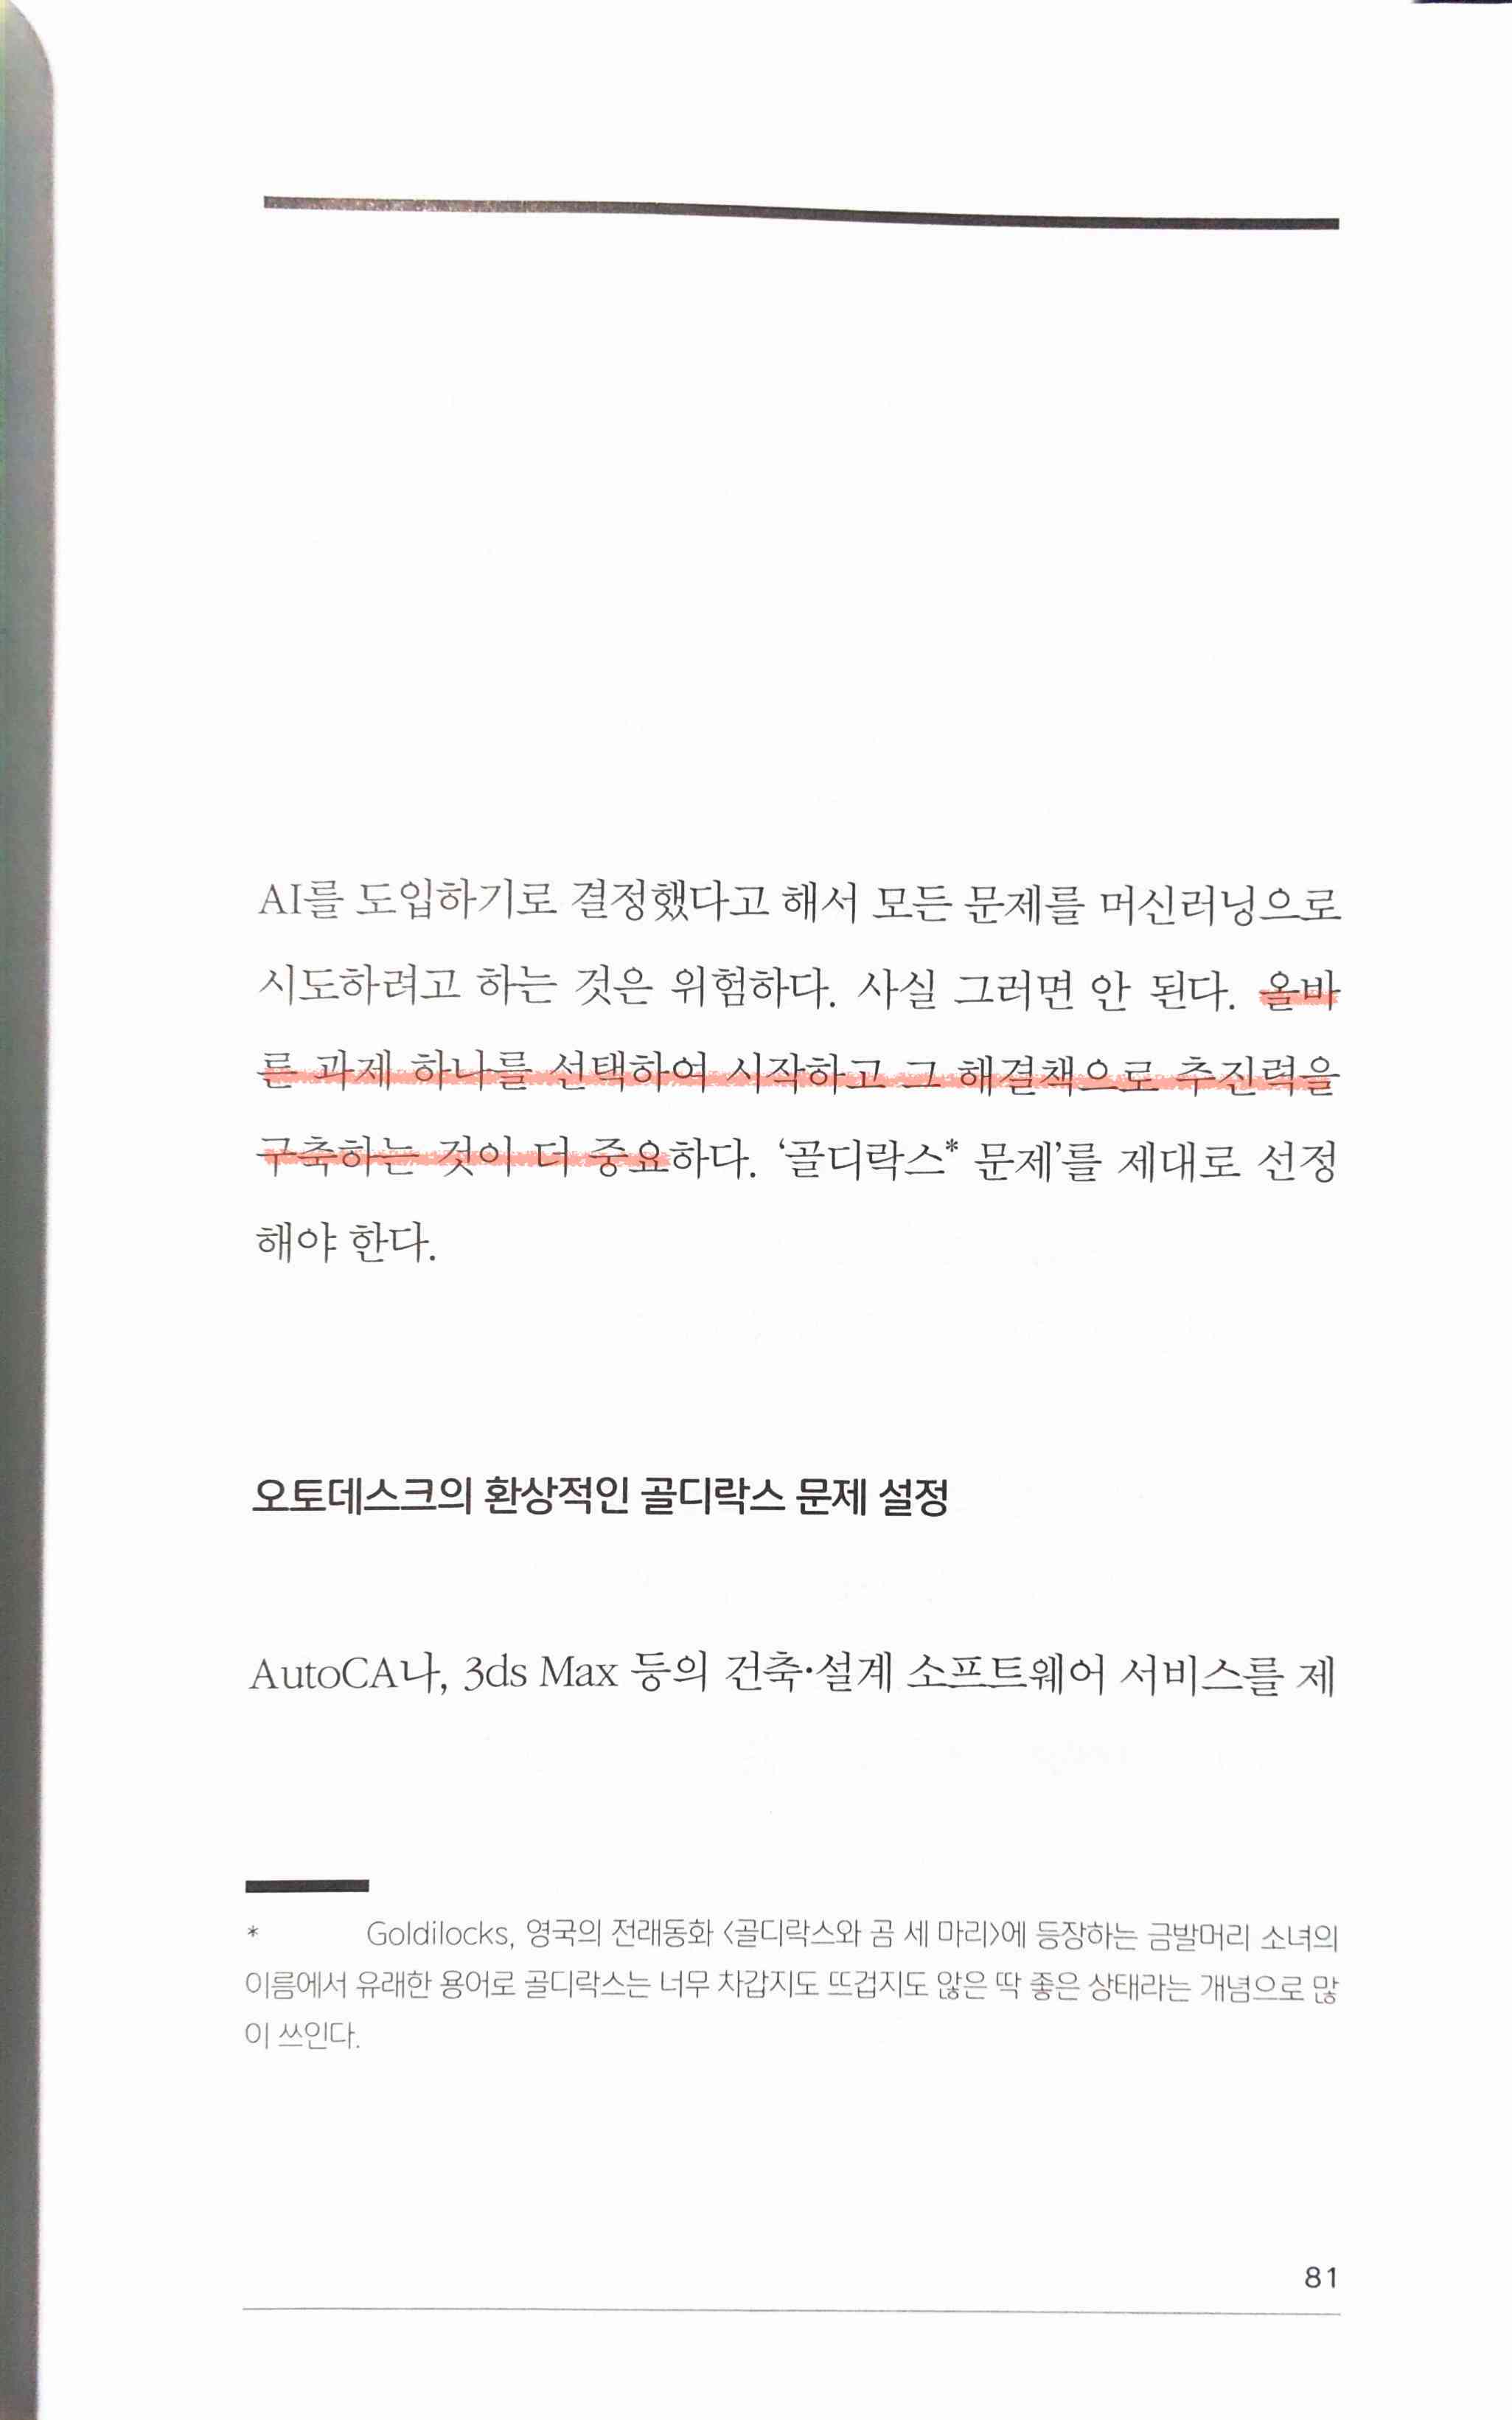 AI를 도입하기로 결정했다고 해서 모든 문제를 머신러닝으로
시도하려고 하는 것은 위험하다. 사실 그러면 안 된다. 올바
른 과제 하나를 선택하여 시작하고 그 해결책으로 추진력을
구축하는 것이 더 중요하다. ‘골디락스* 문제’를 제대로 선정
해야 한다.
오토데스크의 환상적인 골디락스 문제 설정
AutoCA나, 3ds Max 등의 건축·설계 소프트웨어 서비스를 제
* Goldilocks, 영국의 전래동화 〈골디락스와 곰 세 마리〉에 등장하는 금발머리 소녀의
이름에서 유래한 용어로 골디락스는 너무 차갑지도 뜨겁지도 않은 딱 좋은 상태라는 개념으로 많
이 쓰인다.
81